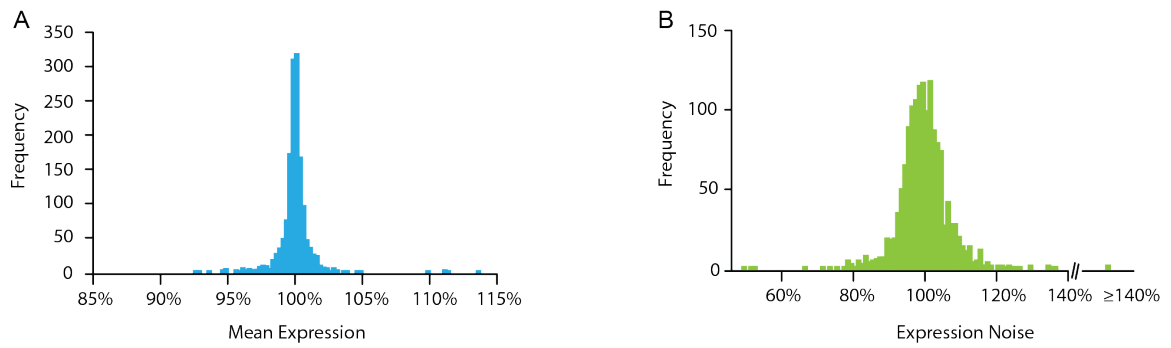 A
350
300
250
200
150
100
50
0
Frequency
85% 90% 95% 100% 105% 110% 115%
Mean Expression
B
150
100
50
0
Frequency
60% 80% 100% 120% 140% ≥140%
Expression Noise